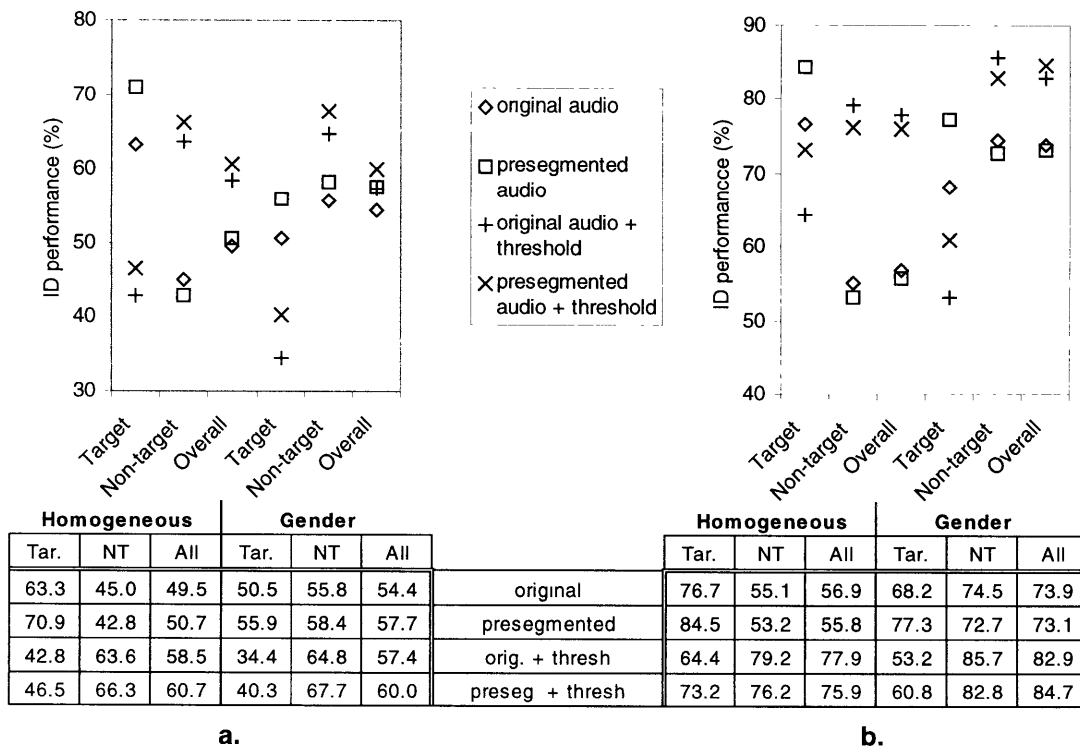 80
70
60
50
40
30
ID performance (%)
Target
Non-target
Overall
Target
Non-target
Overall
original audio
presegmented
audio
original audio +
threshold
presegmented
audio + threshold
90
80
70
60
50
40
ID performancce (%)
Target
Non-target
Overall
Target
Non-target
Overall
Homogeneous Gender Homogeneous Gender
Tar. NT All Tar. NT All Tar. NT All Tar. NT All
63.3 45.0 49.5 50.5 55.8 54.4 original 76.7 55.1 56.9 68.2 74.5 73.9
70.9 42.8 50.7 55.9 58.4 57.7 presegmented 84.5 53.2 55.8 77.3 72.7 73.1
42.8 63.6 58.5 34.4 64.8 57.4 orig. + thresh 64.4 79.2 77.9 53.2 85.7 82.9
46.5 66.3 60.7 40.3 67.7 60.0 preseg + thresh 73.2 76.2 75.9 60.8 82.8 84.7
a. b.